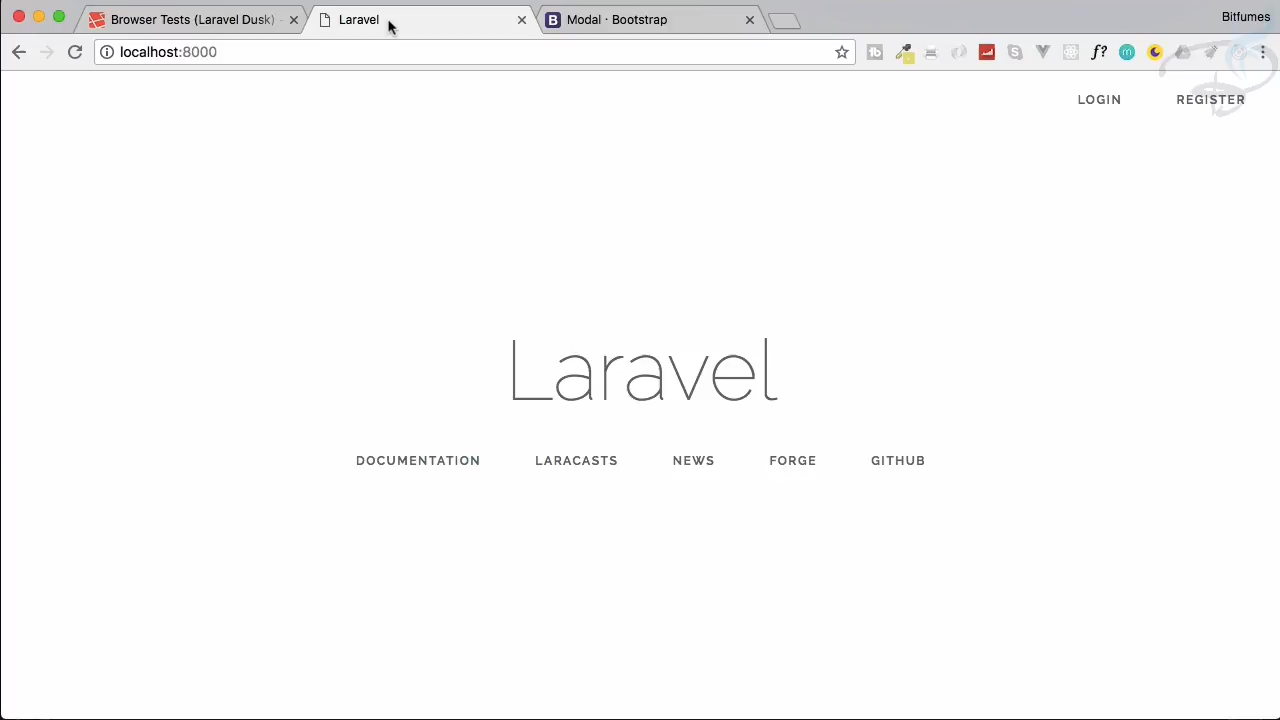 Browser Tests (Laravel Dusk) -
Laravel
Modal · Bootstrap
Bitfumes
localhost:8000
f?
LOGIN
REGISTER
Laravel
DOCUMENTATION
LARACASTS
NEWS
FORGE
GITHUB